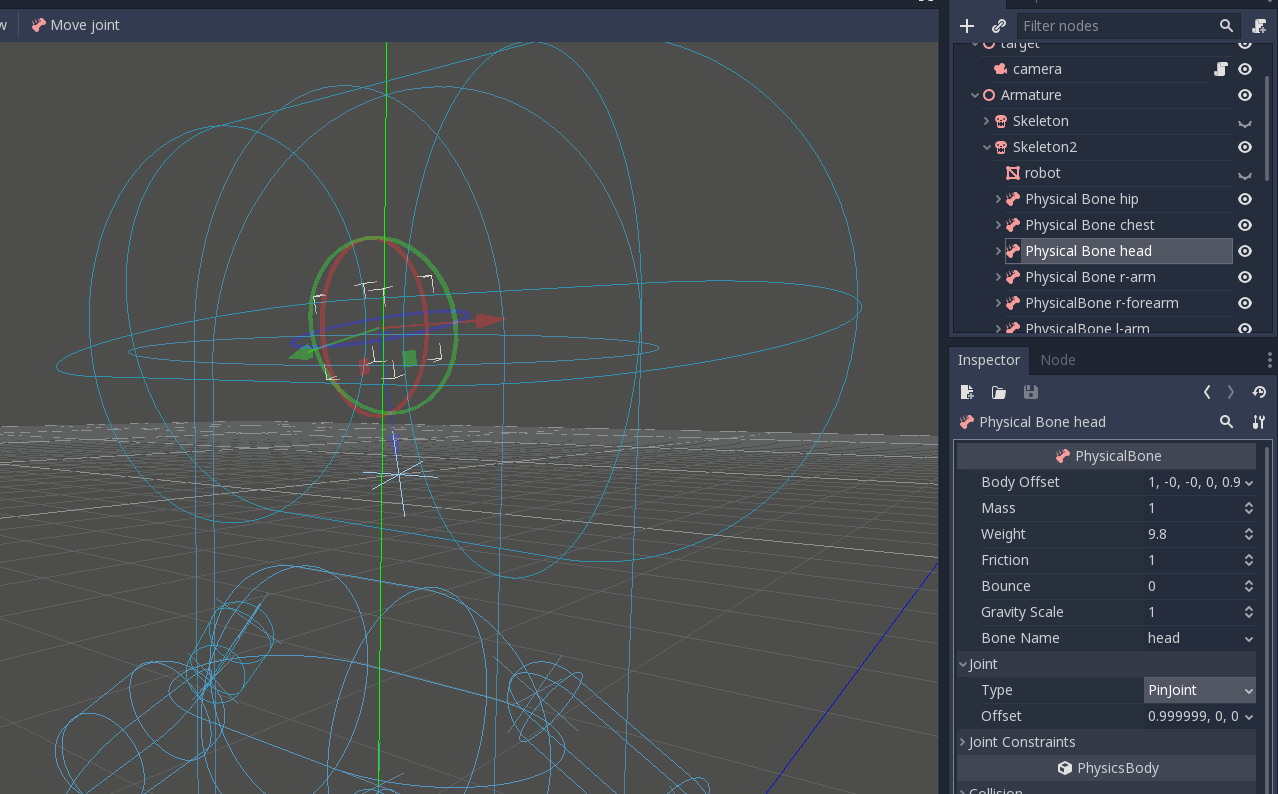 w
Move joint
Filter nodes
target
camera
Armature
Skeleton
Skeleton2
robot
Physical Bone hip
Physical Bone chest
Physical Bone head
Physical Bone r-arm
PhysicalBone r-forearm
PhysicalBone l-arm
Inspector
Node
Physical Bone head
PhysicalBone
Body Offset 1, -0, -0, 0, 0.9
Mass 1
Weight 9.8
Friction 1
Bounce 0
Gravity Scale 1
Bone Name head
Joint
Type PinJoint
Offset 0.999999, 0, 0
Joint Constraints
PhysicsBody
Collision